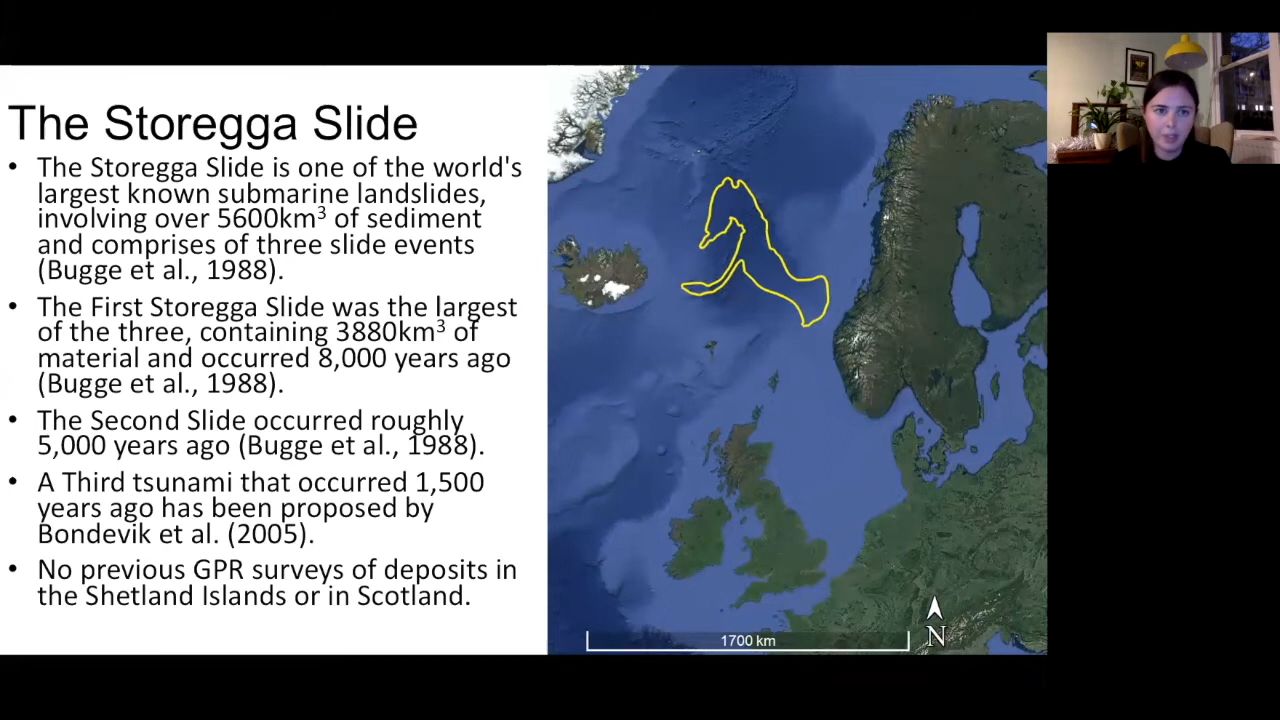 The Storegga Slide
• The Storegga Slide is one of the world's
largest known submarine landslides,
involving over 5600km³ of sediment
and comprises of three slide events
(Bugge et al., 1988).
• The First Storegga Slide was the largest
of the three, containing 3880km³ of
material and occurred 8,000 years ago
(Bugge et al., 1988).
• The Second Slide occurred roughly
5,000 years ago (Bugge et al., 1988).
• A Third tsunami that occurred 1,500
years ago has been proposed by
Bondevik et al. (2005).
• No previous GPR surveys of deposits in
the Shetland Islands or in Scotland.
1700 km
N